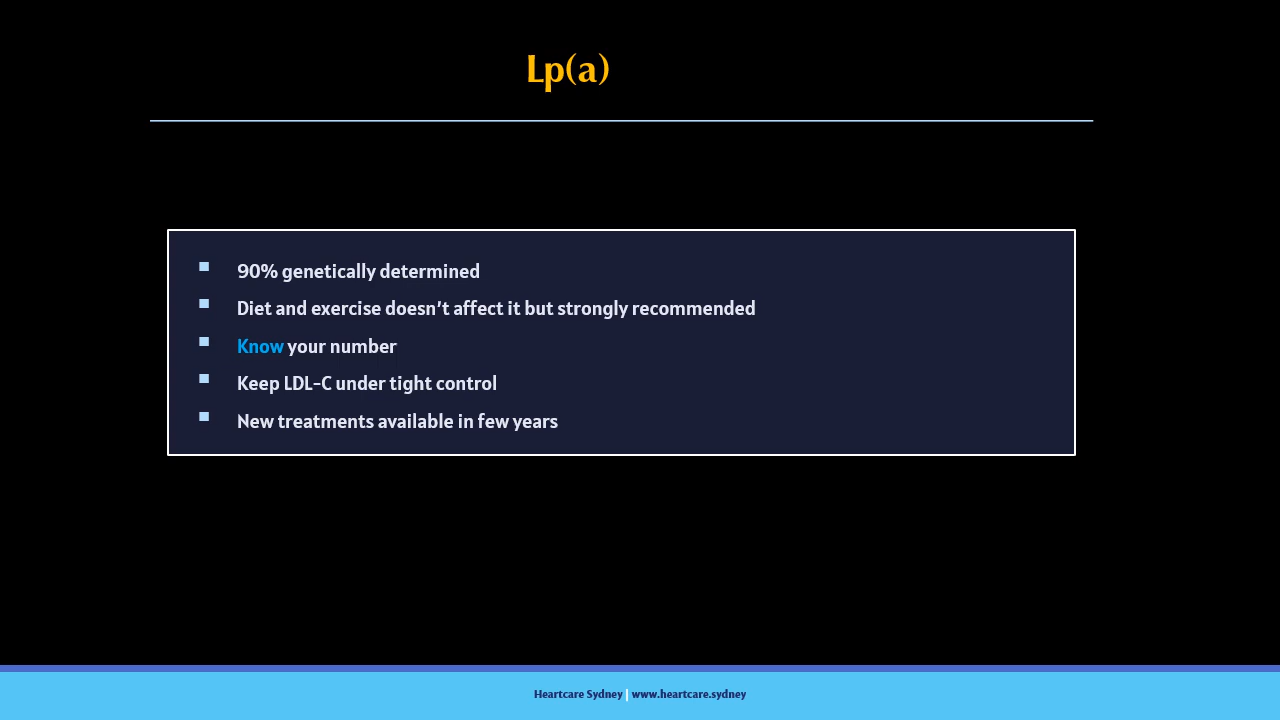 Lp(a)
90% genetically determined
Diet and exercise doesn't affect it but strongly recommended
Know your number
Keep LDL-C under tight control
New treatments available in few years
Heartcare Sydney | www.heartcare.sydney